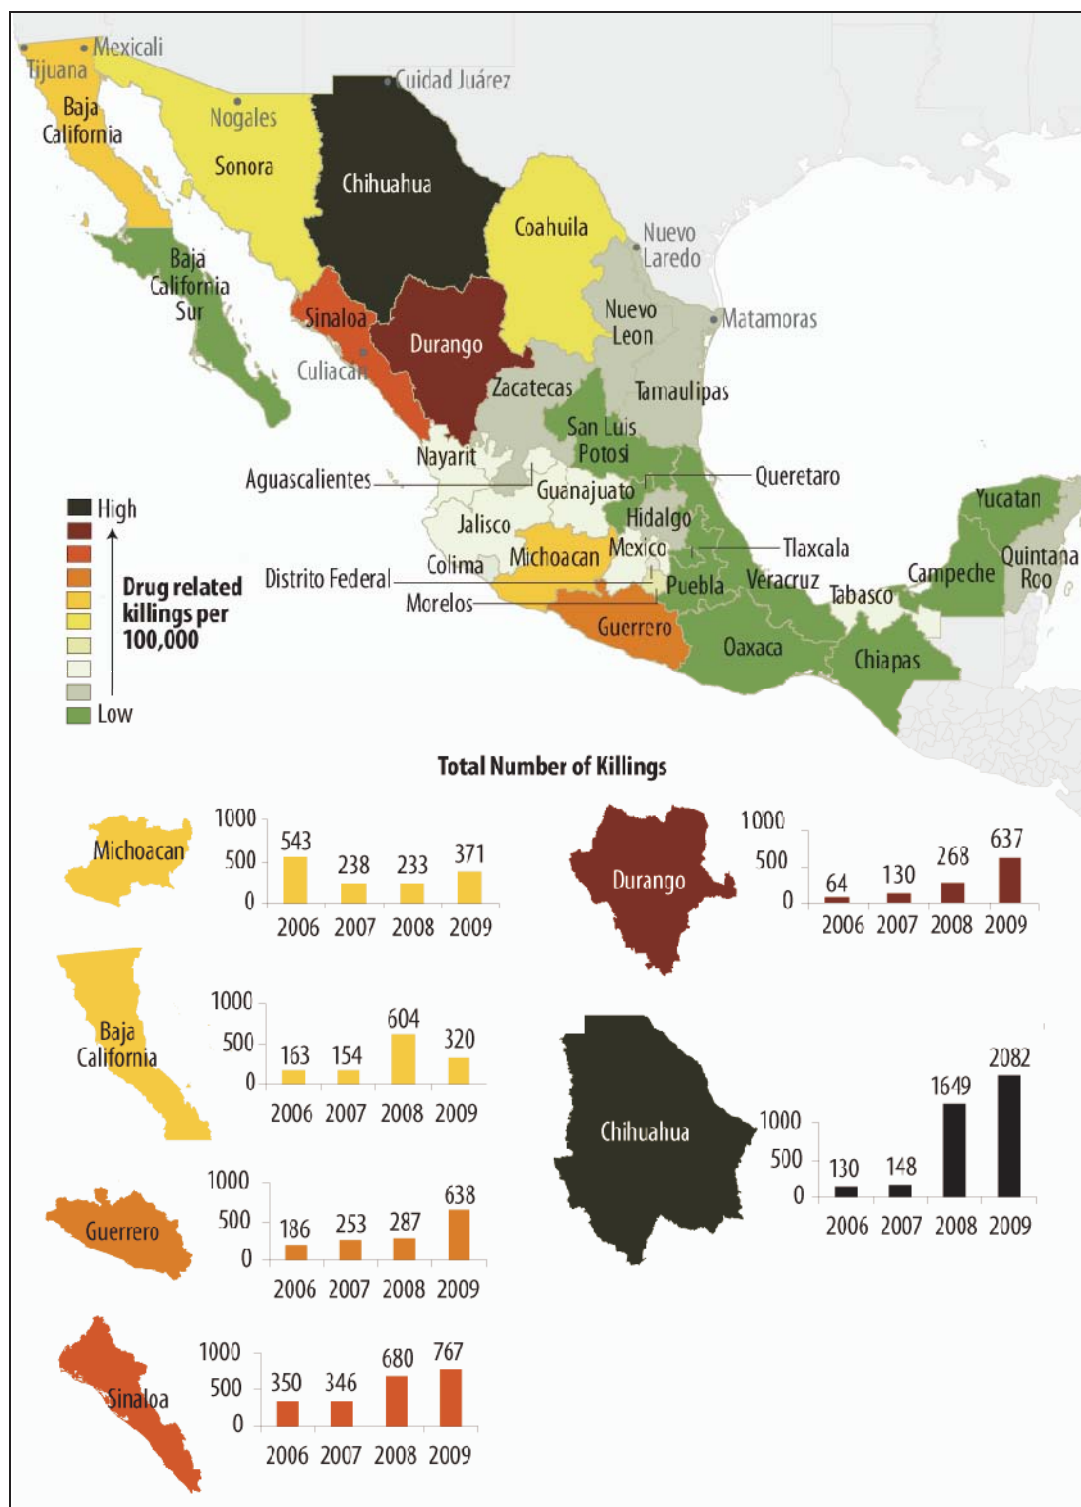 Mexicali
Tijuana
Baja
California
Nogales
Sonora
Cuidad Juárez
Chihuahua
Coahuila
Nuevo
Laredo
Baja
California
Sur
Sinaloa
Culiacán
Durango
Nuevo
Leon
Matamoras
Zacatecas
Tamaulipas
San Luis
Potosi
Nayarit
Aguascalientes
Guanajuato
Queretaro
Jalisco
Hidalgo
Colima
Michoacan
Mexico
Tlaxcala
Distrito Federal
Puebla
Veracruz
Morelos
Guerrero
Oaxaca
Tabasco
Chiapas
Campeche
Yucatan
Quintana
Roo
High
Drug related
killings per
100,000
Low
Total Number of Killings
Michoacan
1000
500
0
543
238
233
371
2006 2007 2008 2009
Durango
1000
500
0
64
130
268
637
2006 2007 2008 2009
Baja
California
1000
500
0
163
154
604
320
2006 2007 2008 2009
Chihuahua
1000
500
0
130
148
1649
2082
2006 2007 2008 2009
Guerrero
1000
500
0
186
253
287
638
2006 2007 2008 2009
Sinaloa
1000
500
0
350
346
680
767
2006 2007 2008 2009